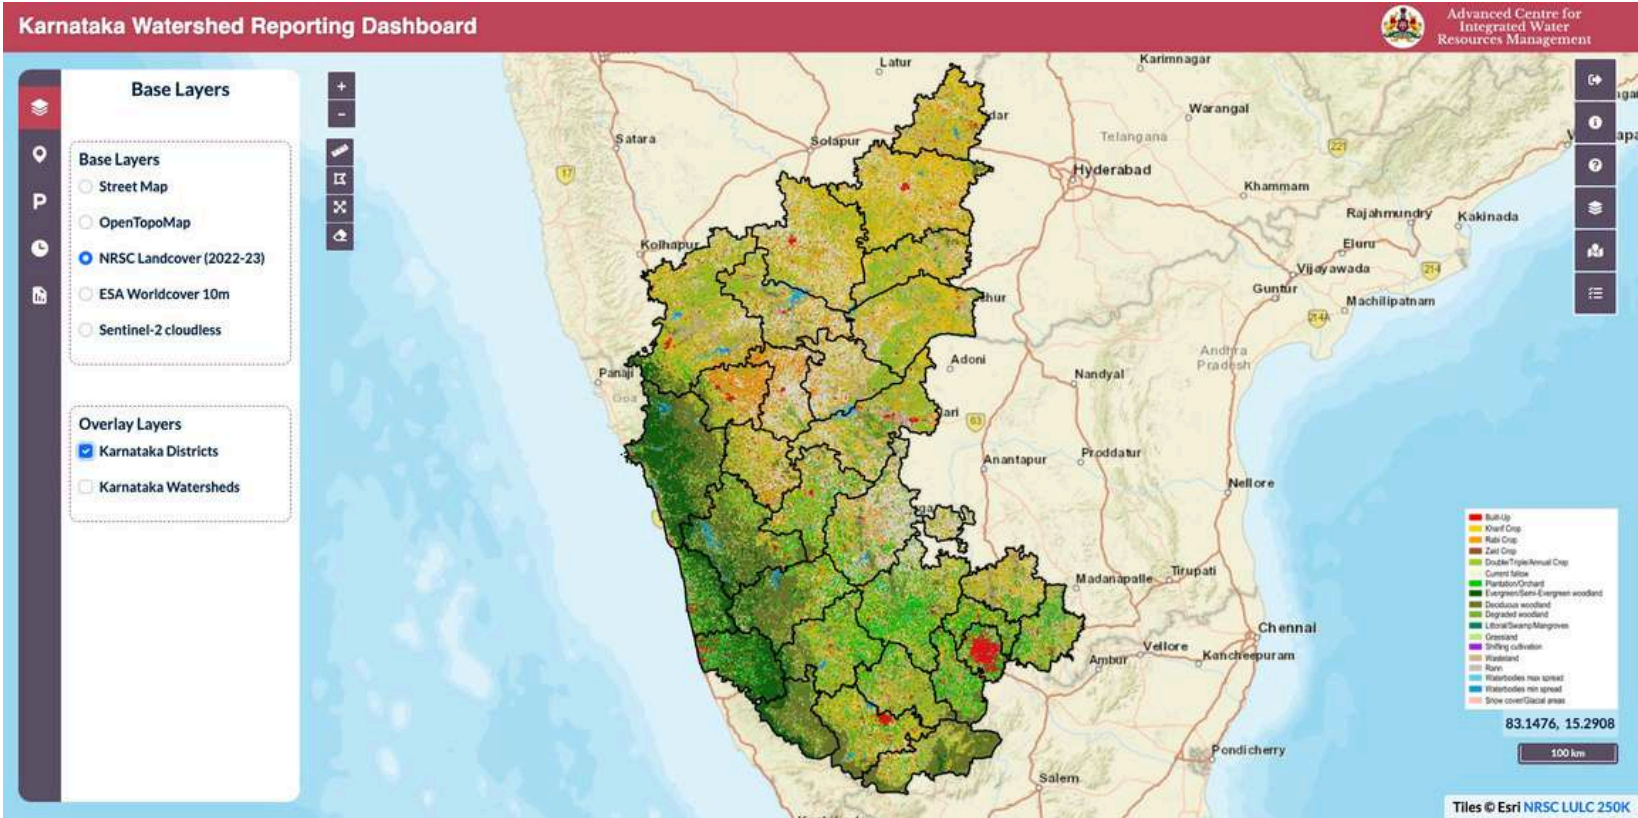 Karnataka Watershed Reporting Dashboard
Advanced Centre for
Integrated Water
Resources Management
Base Layers
Base Layers
Street Map
OpenTopoMap
NRSC Landcover (2022-23)
ESA Worldcover 10m
Sentinel-2 cloudless
Overlay Layers
Karnataka Districts
Karnataka Watersheds
P
+
-
Latur
Karimnagar
Warangal
Satara
Solapur
Telangana
221
17
Hyderabad
Khammam
Rajahmundry
Kakinada
Kolhapur
Eluru
Vijayawada
214
Guntur
Machilipatnam
214A
Andhra
Pradesh
Adoni
Panaji
Goa
Nandyal
63
Anantapur
Proddatur
Nellore
Madanapalle
Tirupati
Chennai
Vellore
Ambur
Kancheepuram
Pondicherry
Salem
Built-Up
Kharif Crop
Rabi Crop
Zaid Crop
Double/Triple/Annual Crop
Current fallow
Plantation/Orchard
Evergreen/Semi-Evergreen woodland
Deciduous woodland
Degraded woodland
Littoral/Swamp/Mangroves
Grassland
Shifting cultivation
Wasteland
Rann
Waterbodies max spread
Waterbodies min spread
Snow cover/Glacial areas
83.1476, 15.2908
100 km
Tiles © Esri NRSC LULC 250K